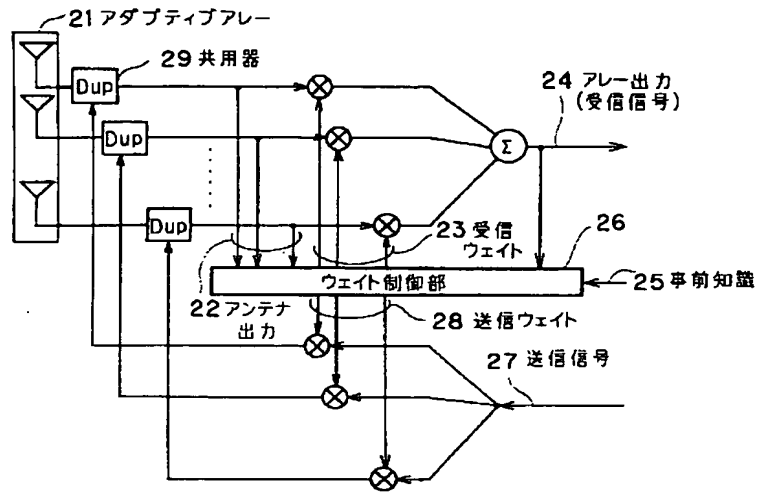 21 アダプティブアレー
29 共用器
Dup
24 アレー出力
(受信信号)
Dup
Σ
Dup
23 受信
ウェイト
26
ウェイト制御部
25 事前知識
22 アンテナ
出力
28 送信ウェイト
27 送信信号